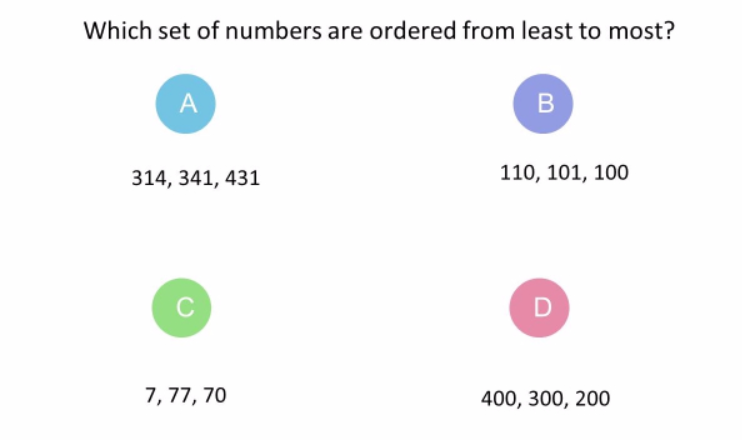 Which set of numbers are ordered from least to most?
A
B
314, 341, 431
110, 101, 100
C
D
7, 77, 70
400, 300, 200